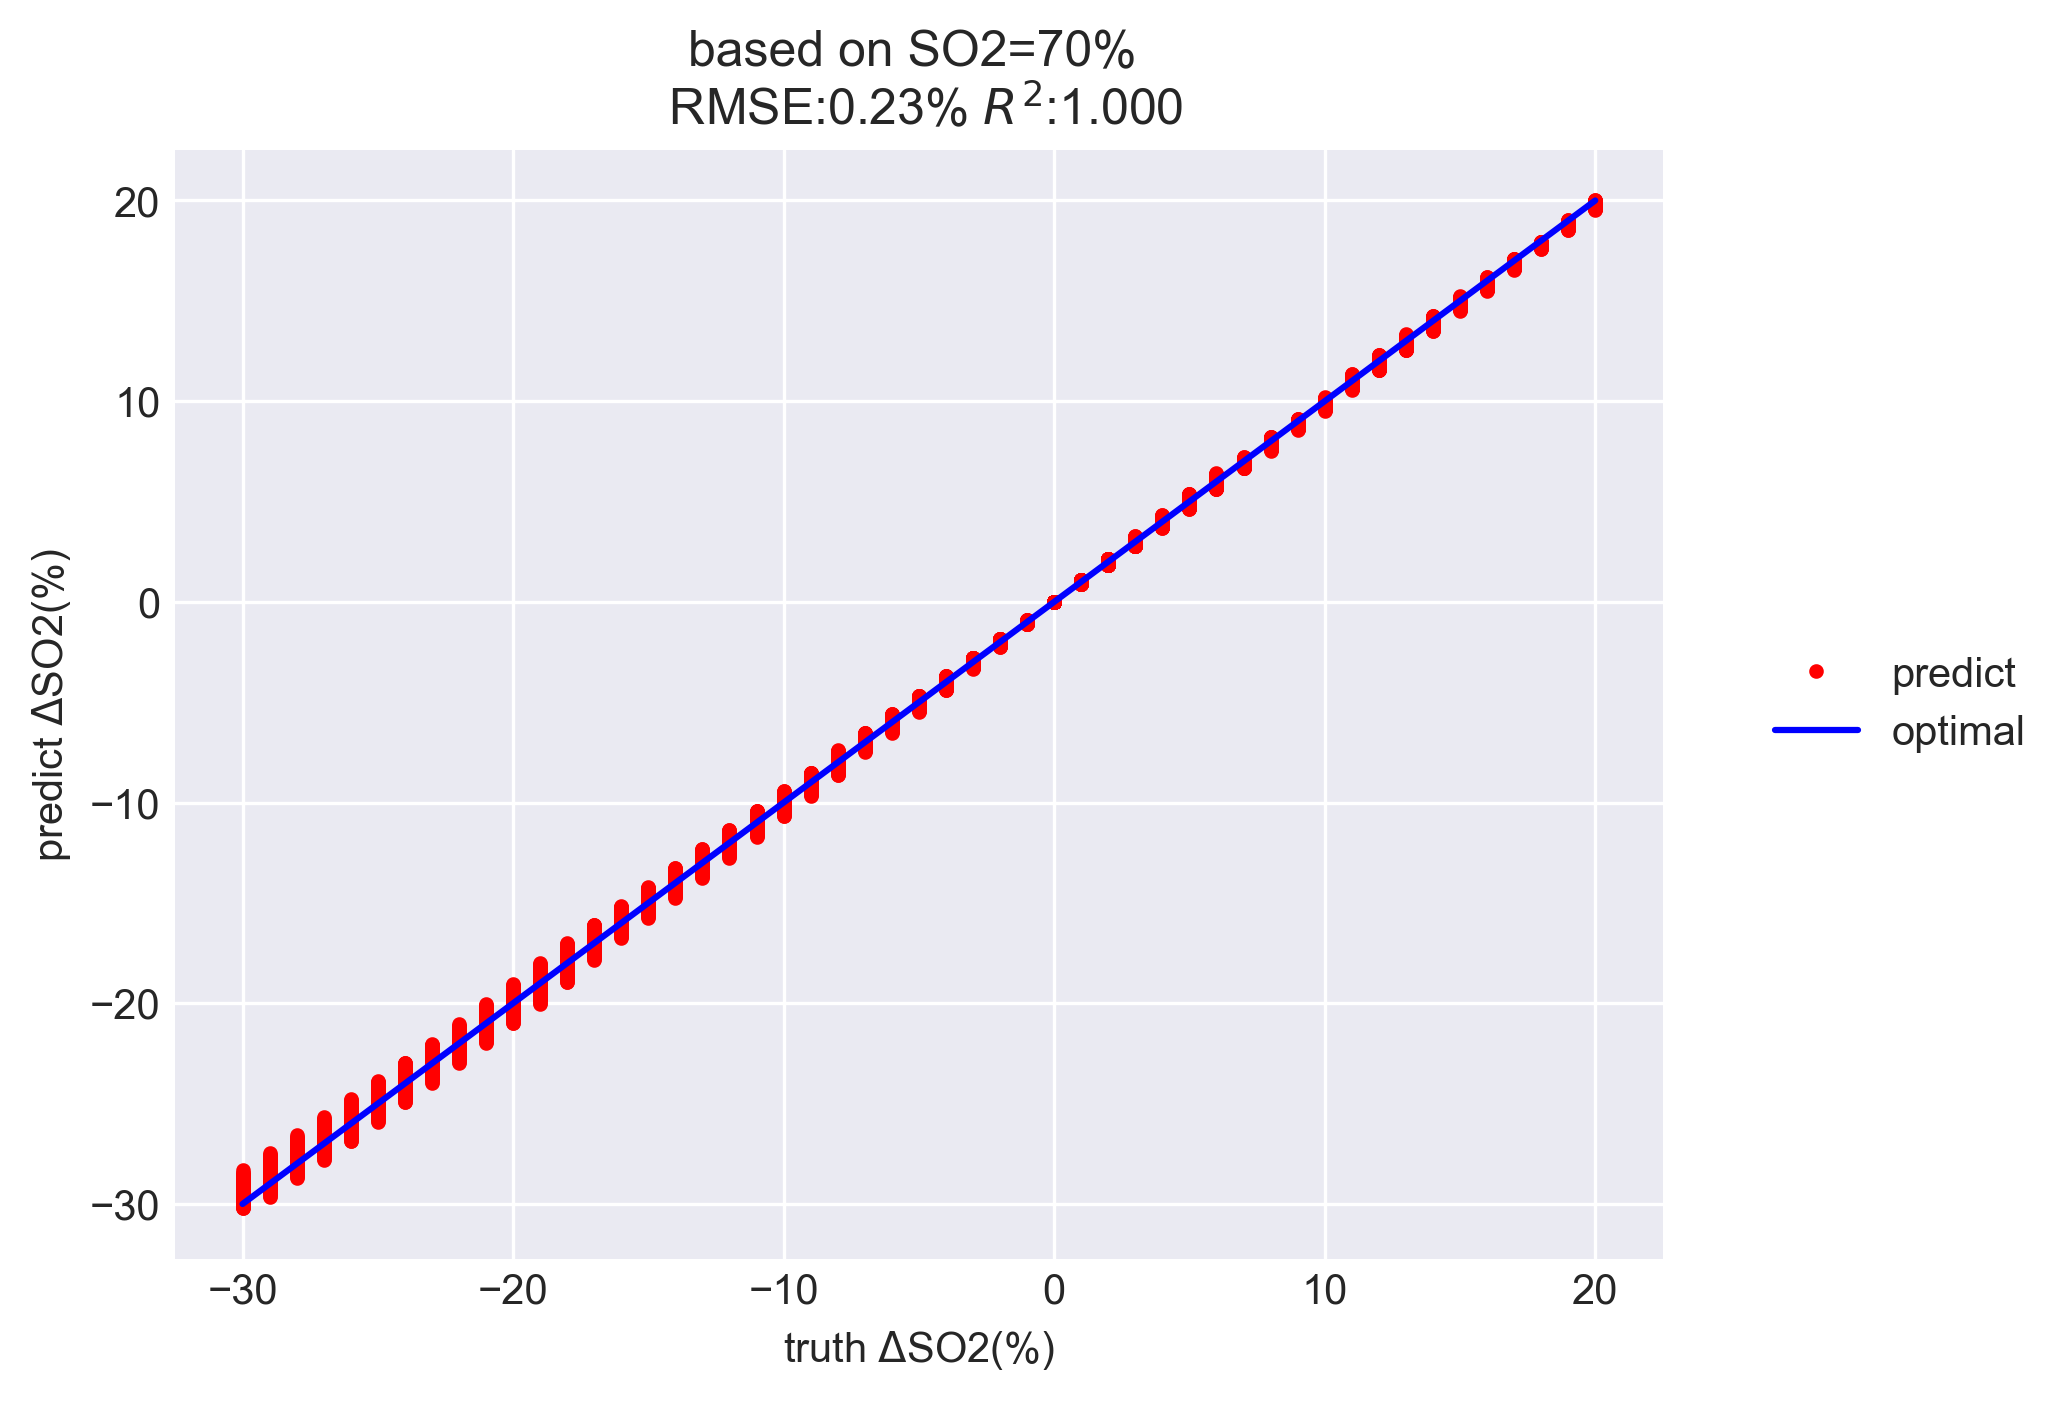 based on SO2=70%
RMSE:0.23% R²:1.000
20
10
0
−10
−20
−30
predict ΔSO2(%)
−30 −20 −10 0 10 20
truth ΔSO2(%)
predict
optimal